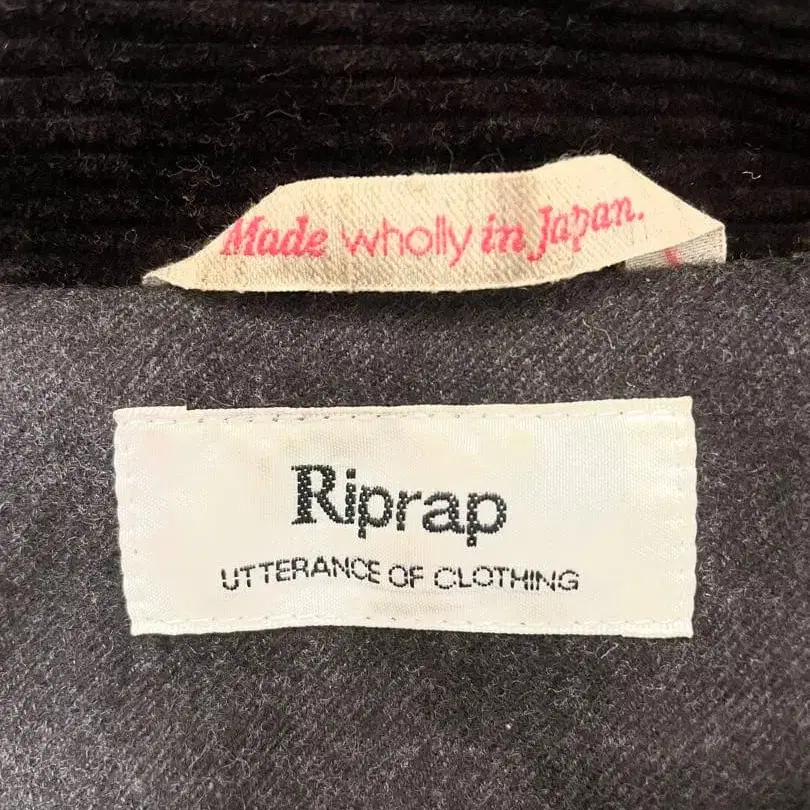 Made wholly in Japan.
Riprap
UTTERANCE OF CLOTHING